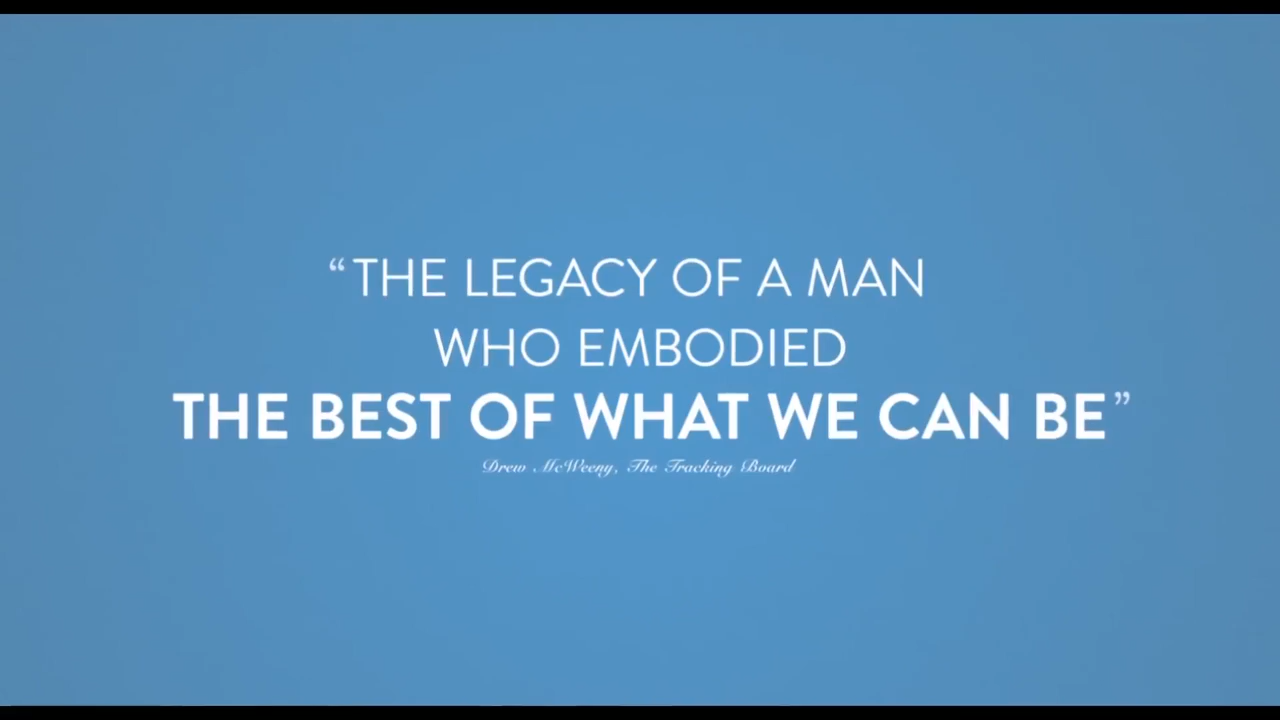 “THE LEGACY OF A MAN
WHO EMBODIED
THE BEST OF WHAT WE CAN BE”
Drew McWeeny, The Tracking Board